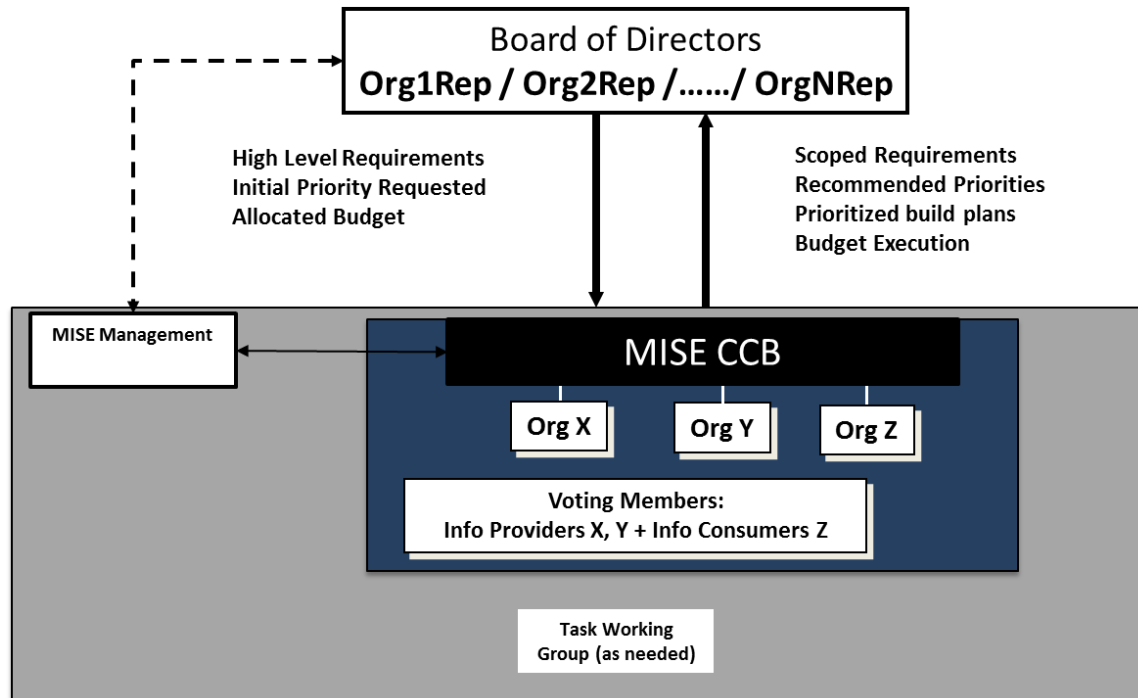 Board of Directors
Org1Rep / Org2Rep /……/ OrgNRep
High Level Requirements
Initial Priority Requested
Allocated Budget
Scoped Requirements
Recommended Priorities
Prioritized build plans
Budget Execution
MISE Management
MISE CCB
Org X
Org Y
Org Z
Voting Members:
Info Providers X, Y + Info Consumers Z
Task Working
Group (as needed)